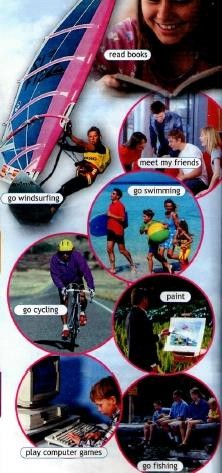 read books
meet my friends
go swimming
go windsurfing
go cycling
paint
play computer games
go fishing